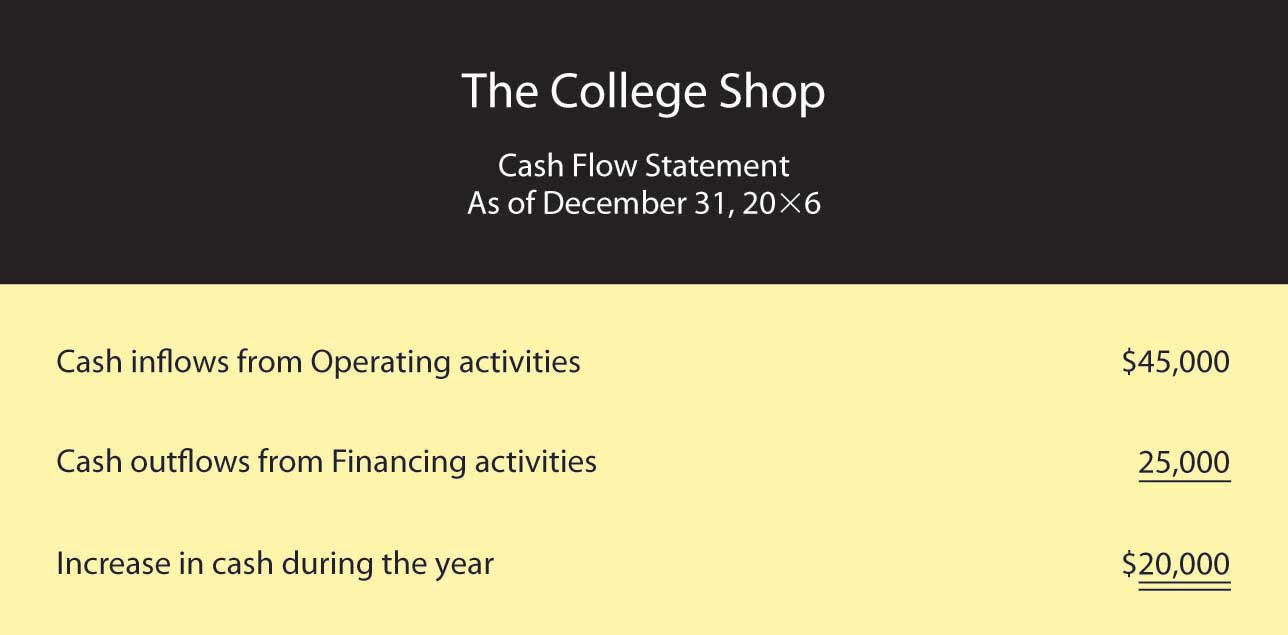 The College Shop
Cash Flow Statement
As of December 31, 20×6
Cash inflows from Operating activities $45,000
Cash outflows from Financing activities 25,000
Increase in cash during the year $20,000